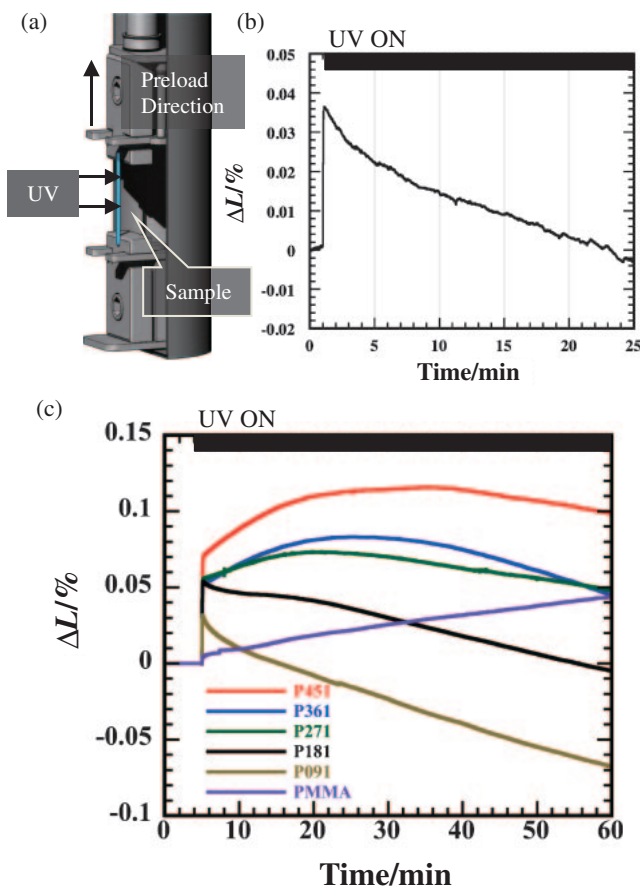 (a)
Preload
Direction
UV
Sample
(b)
UV ON
0.05
0.04
0.03
0.02
0.01
0
-0.01
-0.02
ΔL/%
0
5
10
15
20
25
Time/min
(c)
UV ON
0.15
0.1
0.05
0
-0.05
-0.1
ΔL/%
P451
P361
P271
P181
P091
PMMA
10
20
30
40
50
60
Time/min